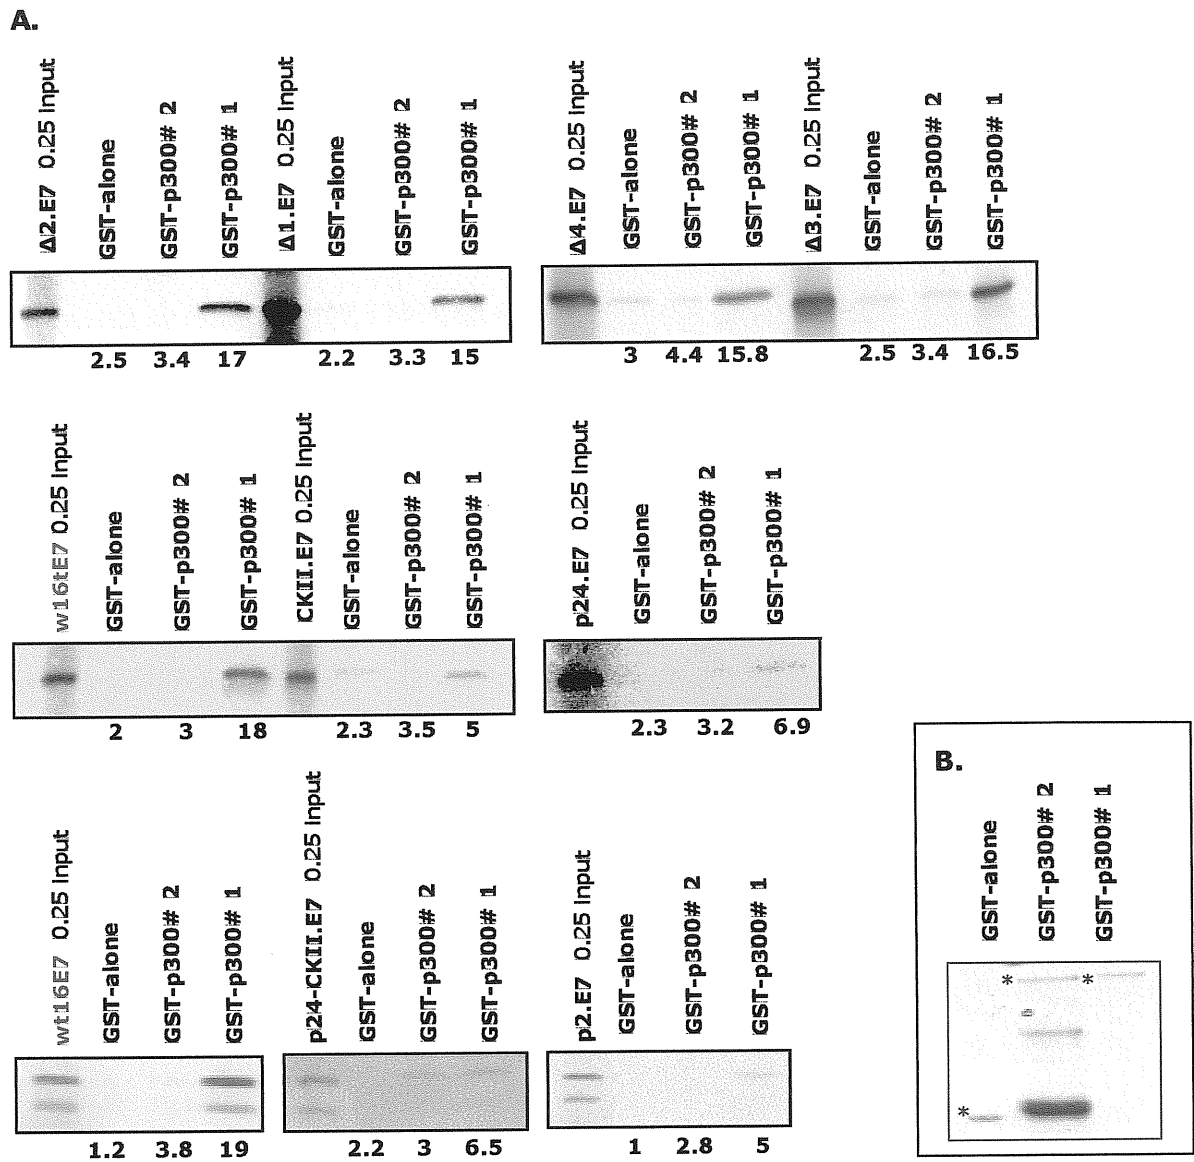 A.
Δ2.E7 0.25 Input
GST-alone
GST-p300# 2
GST-p300# 1
Δ1.E7 0.25 Input
GST-alone
GST-p300# 2
GST-p300# 1
Δ4.E7 0.25 Input
GST-alone
GST-p300# 2
GST-p300# 1
Δ3.E7 0.25 Input
GST-alone
GST-p300# 2
GST-p300# 1
2.5 3.4 17 2.2 3.3 15 3 4.4 15.8 2.5 3.4 16.5
w16tE7 0.25 Input
GST-alone
GST-p300# 2
GST-p300# 1
CKII.E7 0.25 Input
GST-alone
GST-p300# 2
GST-p300# 1
p24.E7 0.25 Input
GST-alone
GST-p300# 2
GST-p300# 1
2 3 18 2.3 3.5 5 2.3 3.2 6.9
wt16E7 0.25 Input
GST-alone
GST-p300# 2
GST-p300# 1
p24-CKII.E7 0.25 Input
GST-alone
GST-p300# 2
GST-p300# 1
p2.E7 0.25 Input
GST-alone
GST-p300# 2
GST-p300# 1
1.2 3.8 19 2.2 3 6.5 1 2.8 5
B.
GST-alone
GST-p300# 2
GST-p300# 1
* *
*